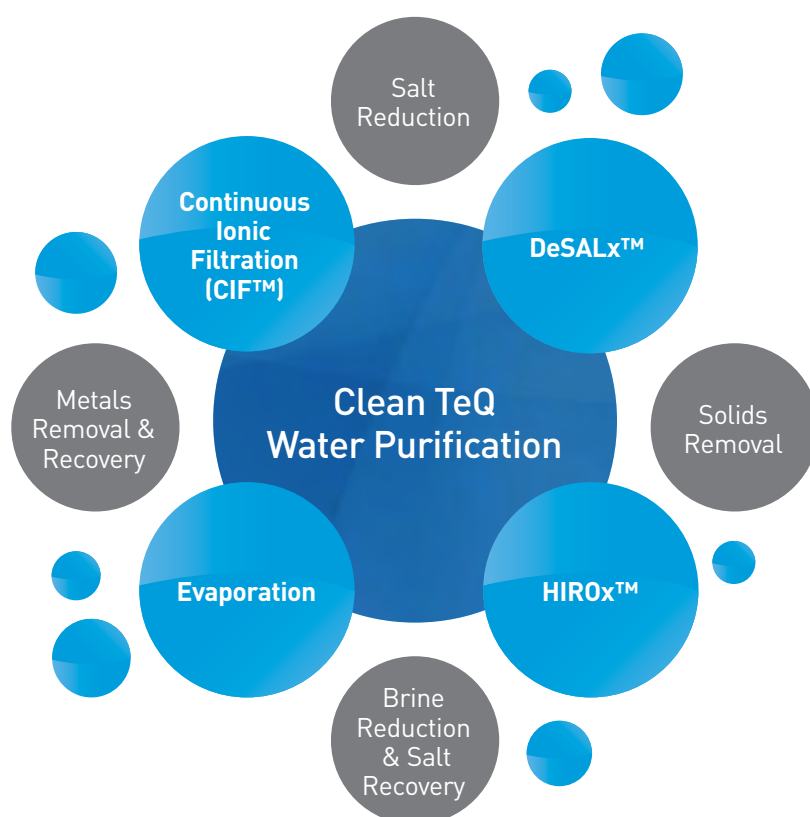 Salt
Reduction
Continuous
Ionic
Filtration
(CIF™)
DeSALx™
Metals
Removal &
Recovery
Clean TeQ
Water Purification
Solids
Removal
Evaporation
HIROx™
Brine
Reduction
& Salt
Recovery